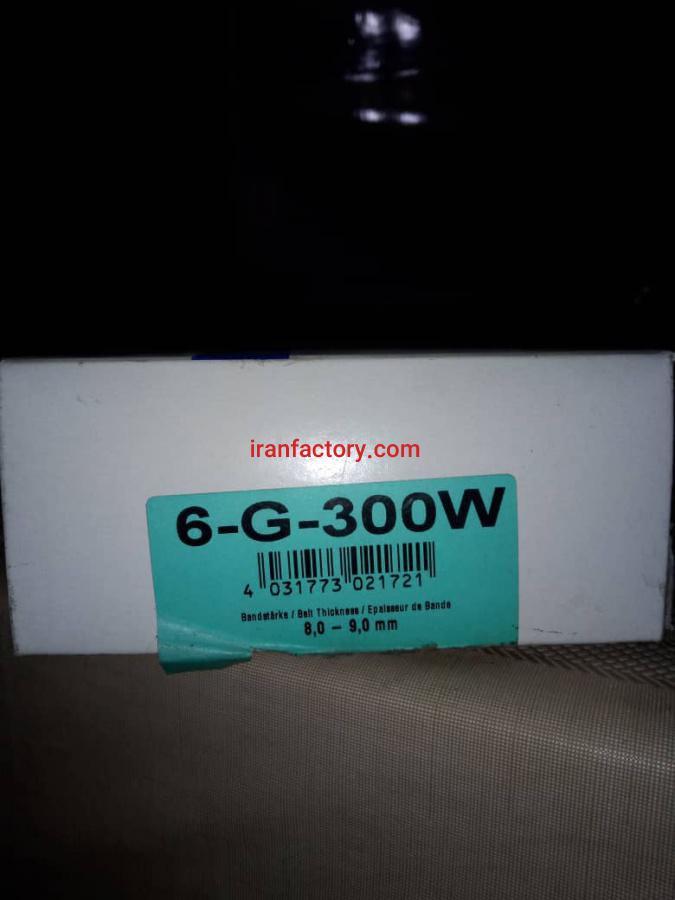 iranfactory.com
6-G-300W
4 031773 021721
Bandstärke / Belt Thickness / Epaisseur de Bande
8,0 – 9,0 mm